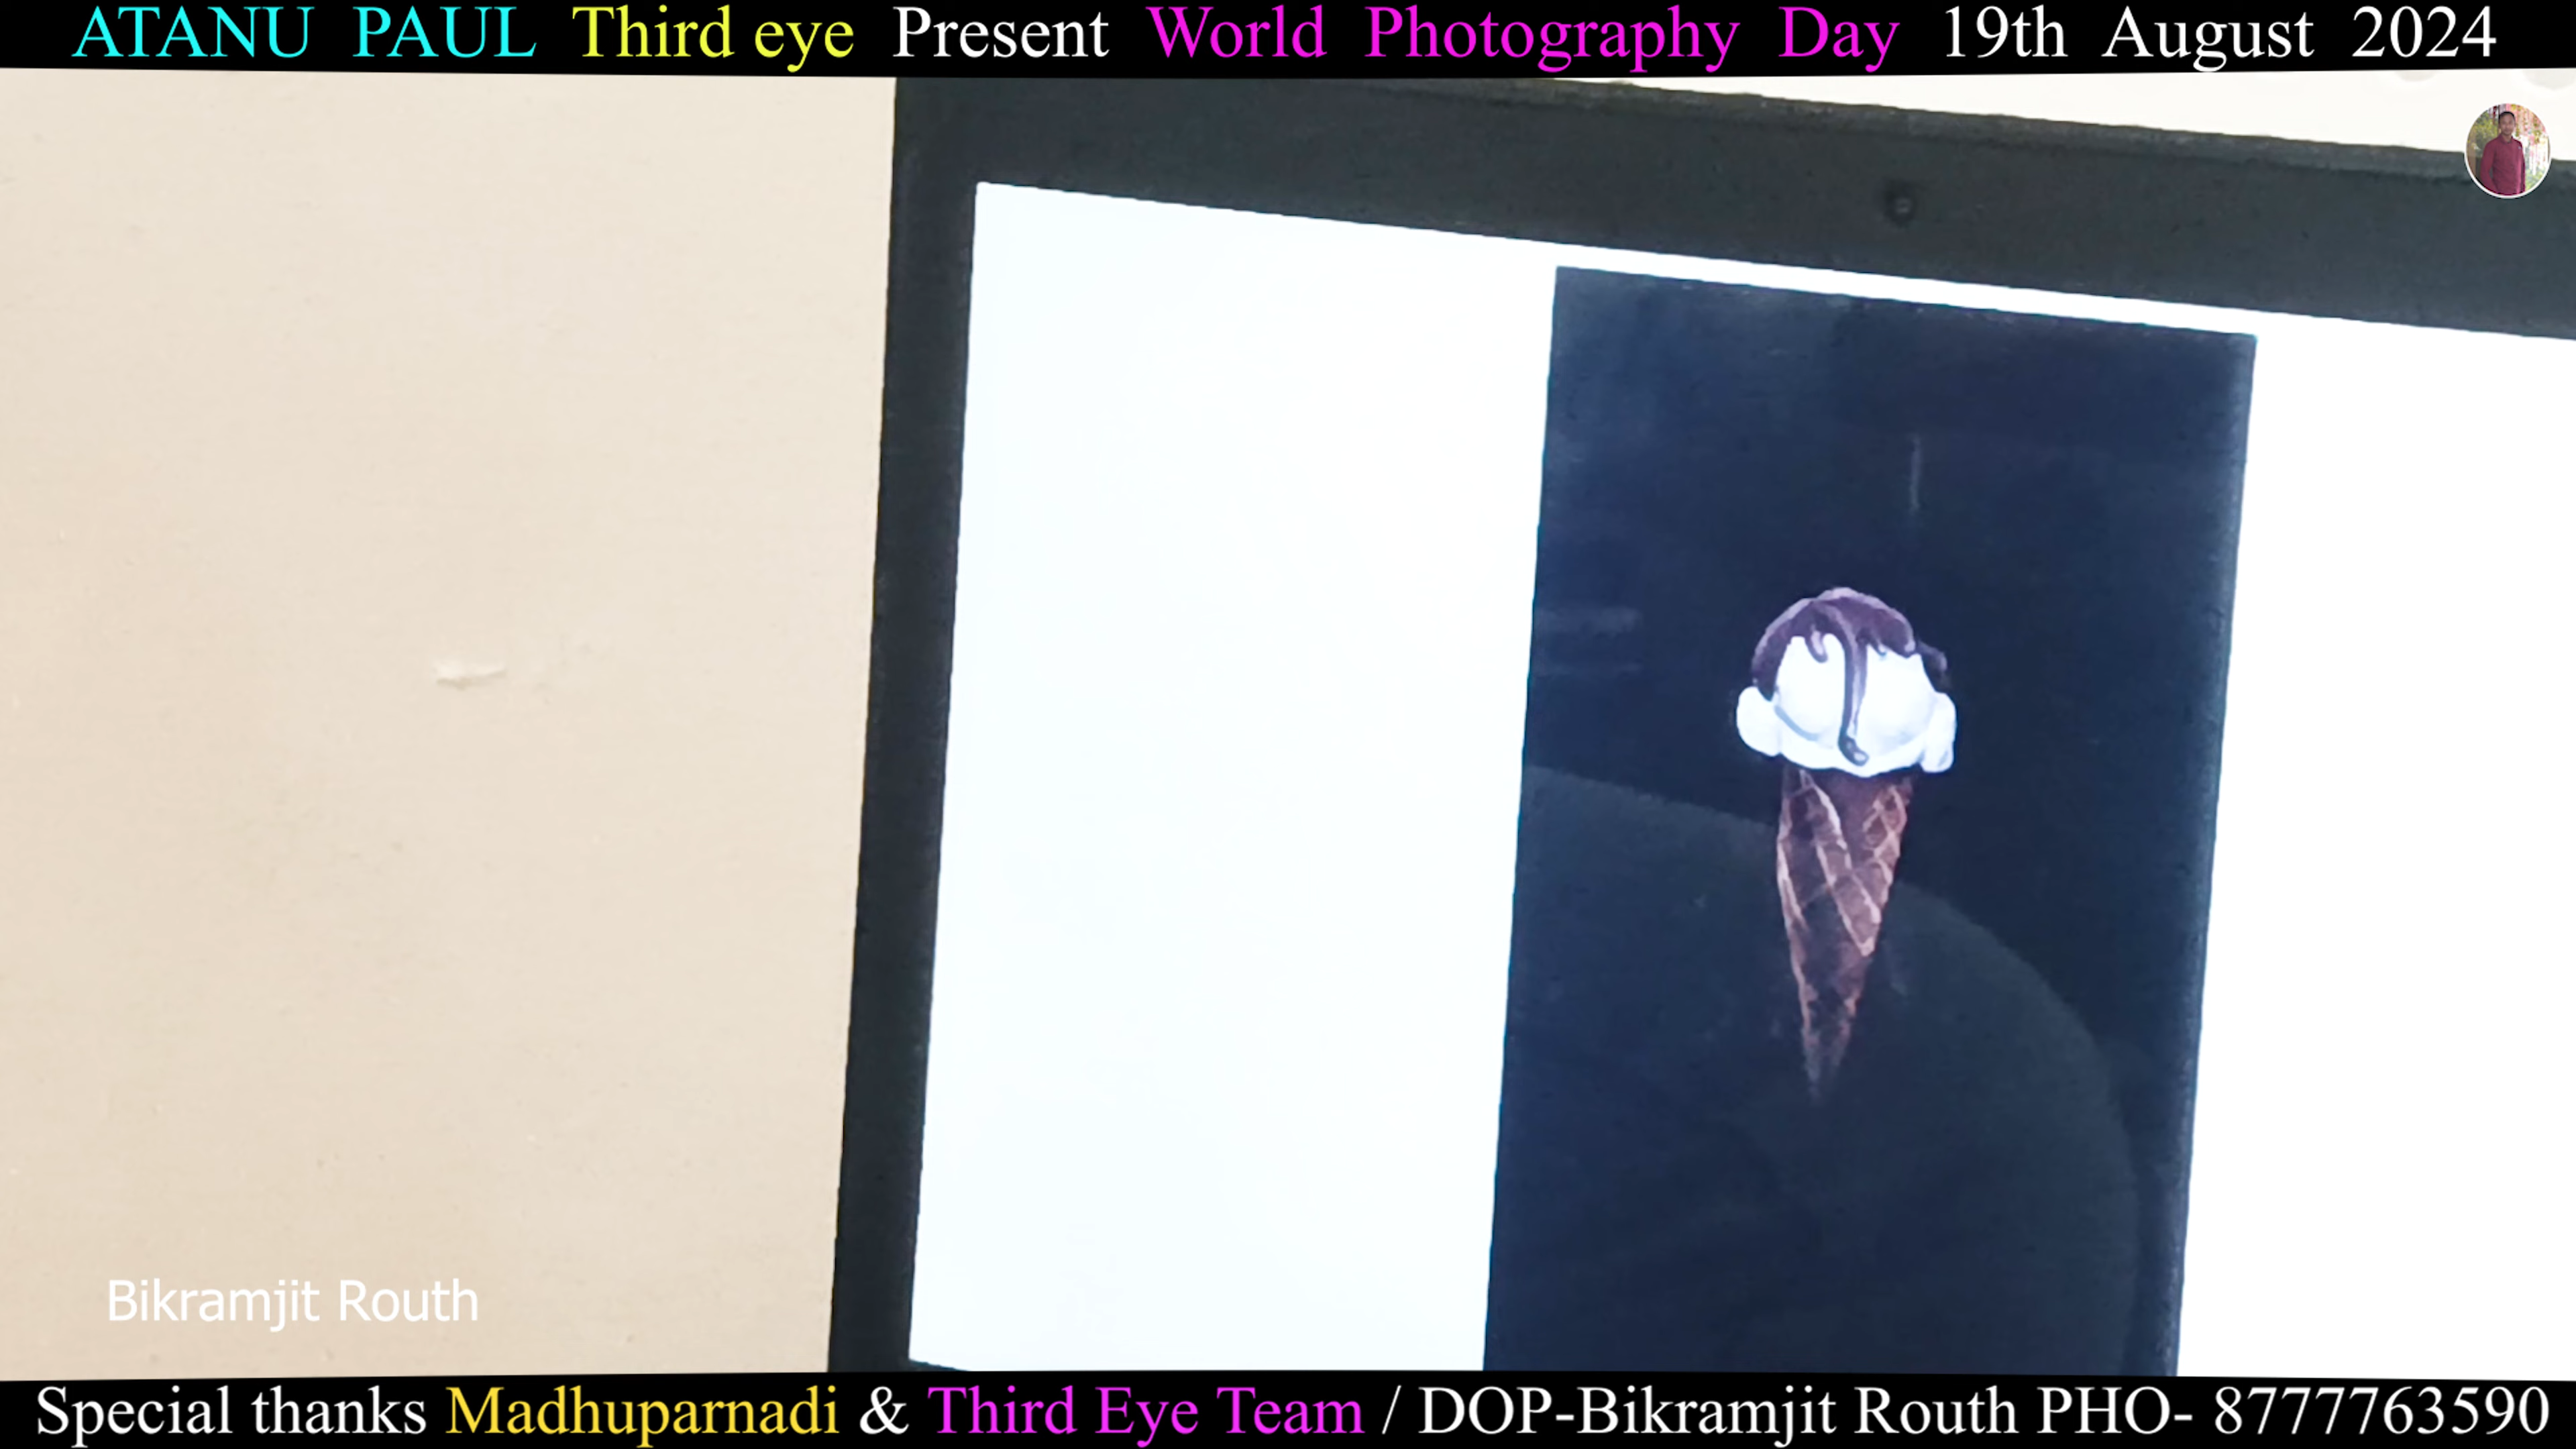 ATANU PAUL Third eye Present World Photography Day 19th August 2024
Bikramjit Routh
Special thanks Madhuparnadi & Third Eye Team / DOP-Bikramjit Routh PHO- 8777763590